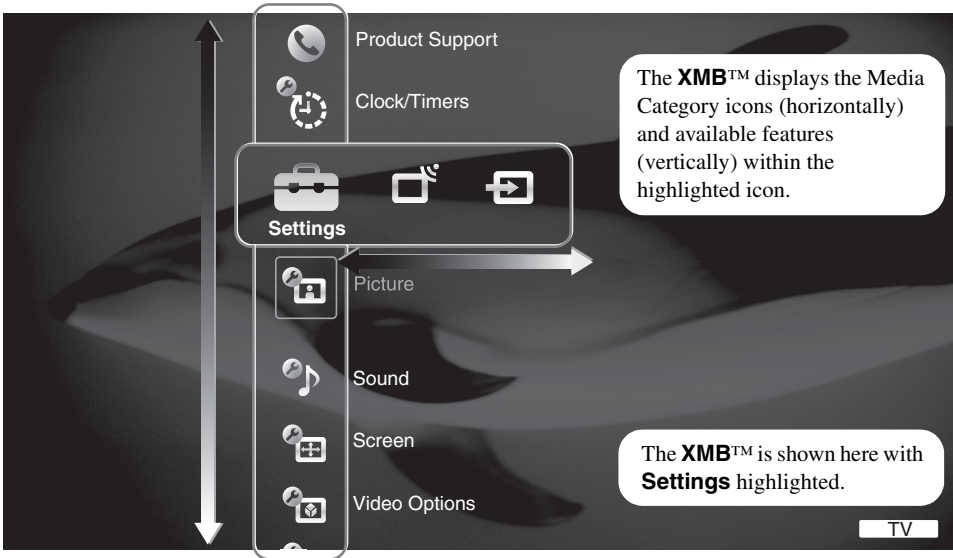 Product Support
Clock/Timers
The XMB™ displays the Media
Category icons (horizontally)
and available features
(vertically) within the
highlighted icon.
Settings
Picture
Sound
Screen
Video Options
The XMB™ is shown here with
Settings highlighted.
TV